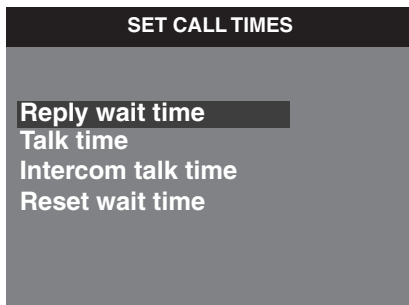 SET CALL TIMES
Reply wait time
Talk time
Intercom talk time
Reset wait time